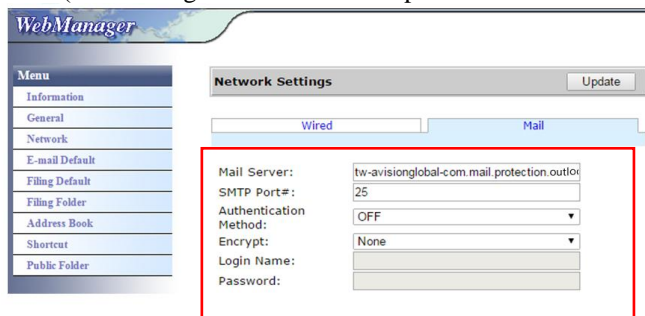 WebManager
Menu
Information
General
Network
E-mail Default
Filing Default
Filing Folder
Address Book
Shortcut
Public Folder
Network Settings
Update
Wired
Mail
Mail Server: tw-avisionglobal-com.mail.protection.outlo
SMTP Port#: 25
Authentication
Method: OFF
Encrypt: None
Login Name:
Password: